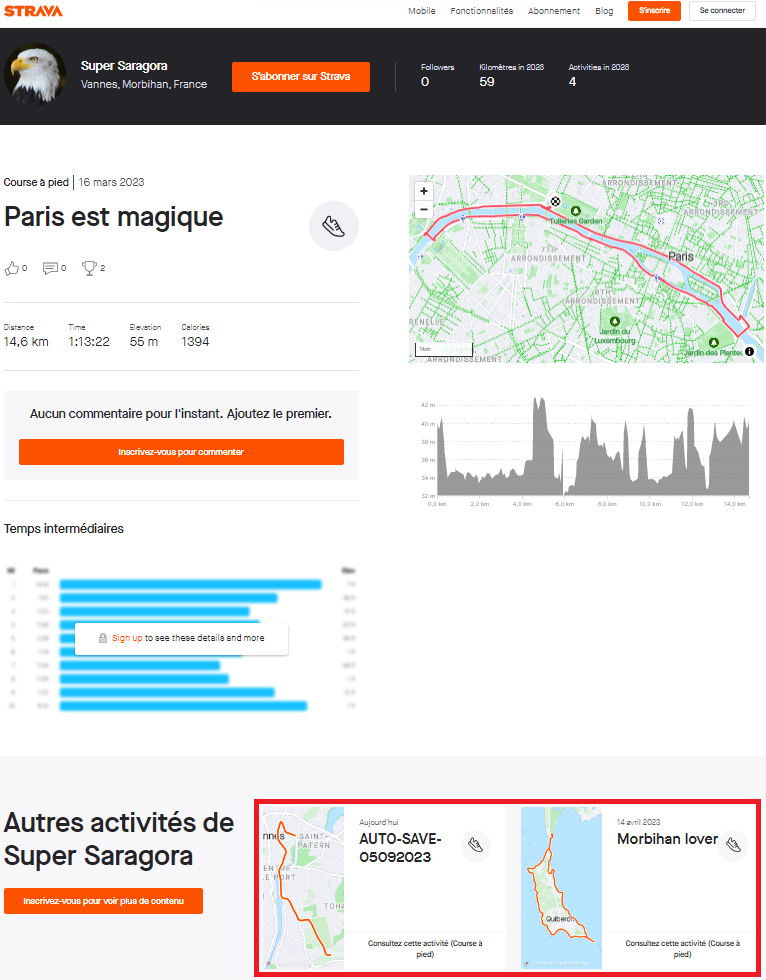 STRAVA
Mobile Fonctionnalités Abonnement Blog S'inscrire Se connecter
Super Saragora
Vannes, Morbihan, France
S'abonner sur Strava
Followers Kilomètres in 2023 Activities in 2023
0 59 4
Course à pied 16 mars 2023
Paris est magique
0 0 2
Distance Time Elevation Calories
14,6 km 1:13:22 55 m 1394
Aucun commentaire pour l'instant. Ajoutez le premier.
Inscrivez-vous pour commenter
Temps intermédiaires
Sign up to see these details and more
+
−
ARRONDISSEMENT
Tuileries Garden
3RD
ARRONDISSEMENT
7TH
ARRONDISSEMENT
Paris
6TH
ARRONDISSEMENT
RENELLE
Jardin du
Luxembourg
Jardin des Plantes
1km
ARRONDISSEMENT
42 m
40 m
38 m
36 m
34 m
32 m
0,0 km 2,0 km 4,0 km 6,0 km 8,0 km 10,0 km 12,0 km 14,0 km
Autres activités de
Super Saragora
Inscrivez-vous pour voir plus de contenu
nnes
SAINT-
PATERN
ENTRE -
LE PORT
TOHA
Aujourd'hui
AUTO-SAVE-
05092023
Consultez cette activité (Course à
pied)
Quiberon
14 avril 2023
Morbihan lover
Consultez cette activité (Course à
pied)